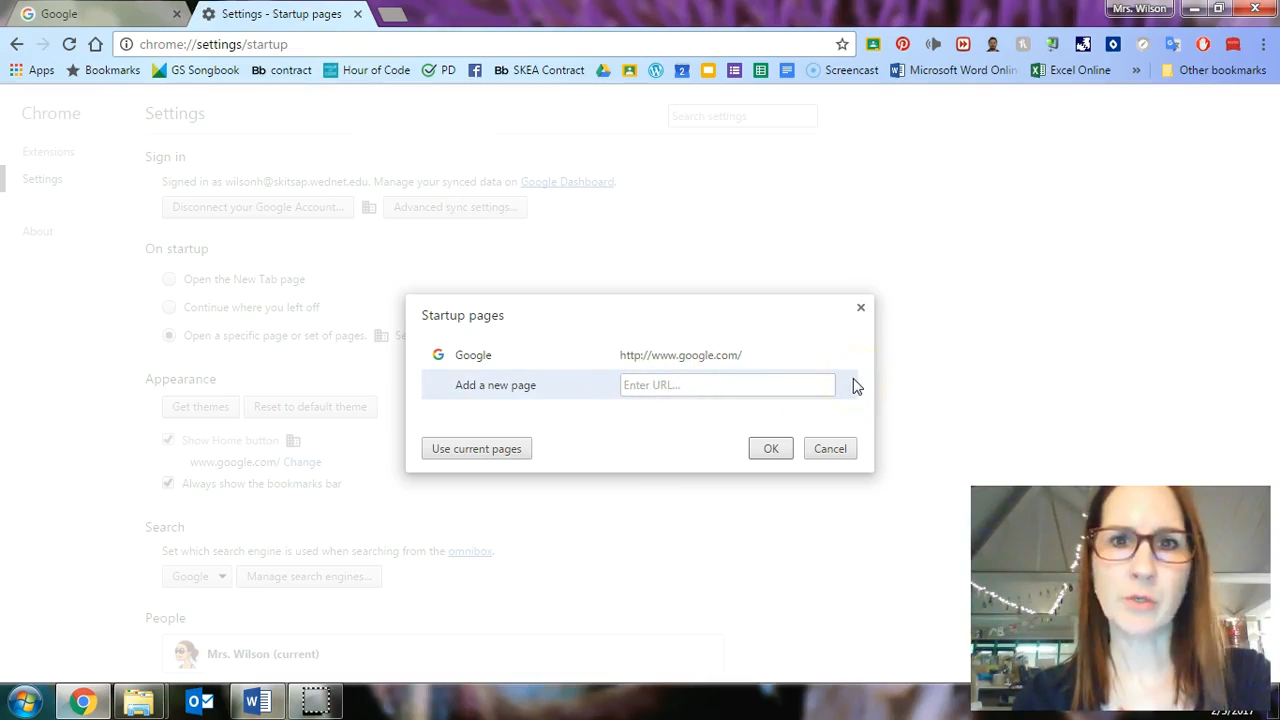 Google
Settings - Startup pages
Mrs. Wilson
chrome://settings/startup
Apps
Bookmarks
GS Songbook
Bb contract
Hour of Code
PD
Bb SKEA Contract
2
Screencast
Microsoft Word Onlin
Excel Online
»
Other bookmarks
Chrome
Settings
Search settings
Extensions
Settings
About
Sign in
Signed in as wilsonh@skitsap.wednet.edu. Manage your synced data on Google Dashboard.
Disconnect your Google Account...
Advanced sync settings...
On startup
Open the New Tab page
Continue where you left off
Open a specific page or set of pages.
Startup pages
Google
http://www.google.com/
Add a new page
Enter URL...
Use current pages
OK
Cancel
Appearance
Get themes
Reset to default theme
Show Home button
www.google.com/ Change
Always show the bookmarks bar
Search
Set which search engine is used when searching from the omnibox.
Google
Manage search engines...
People
Mrs. Wilson (current)